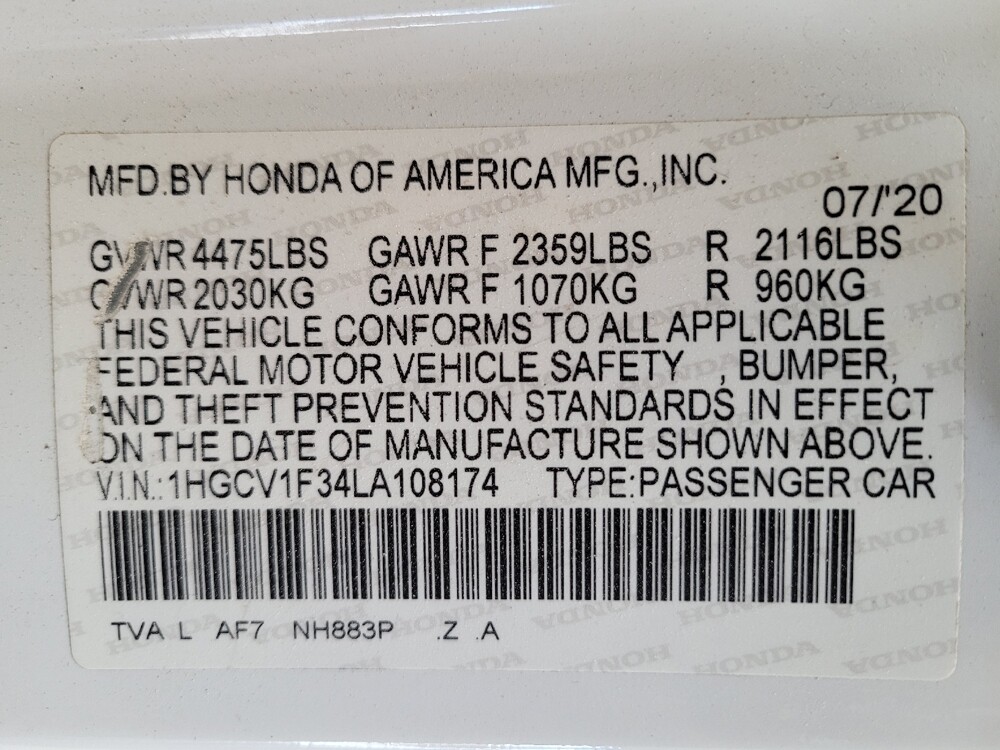 MFD.BY HONDA OF AMERICA MFG.,INC.
07/'20
GVWR 4475LBS GAWR F 2359LBS R 2116LBS
GVWR 2030KG GAWR F 1070KG R 960KG
THIS VEHICLE CONFORMS TO ALL APPLICABLE
FEDERAL MOTOR VEHICLE SAFETY , BUMPER,
AND THEFT PREVENTION STANDARDS IN EFFECT
ON THE DATE OF MANUFACTURE SHOWN ABOVE.
V.I.N.:1HGCV1F34LA108174 TYPE:PASSENGER CAR
TVA L AF7 NH883P .Z .A